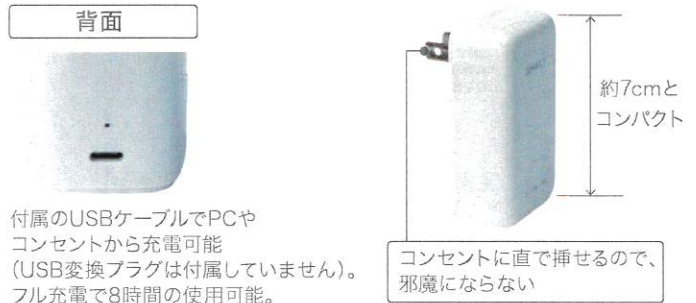 背面
付属のUSBケーブルでPCや
コンセントから充電可能
(USB変換プラグは付属していません)。
フル充電で8時間の使用可能。
約7cmと
コンパクト
コンセントに直で挿せるので、
邪魔にならない